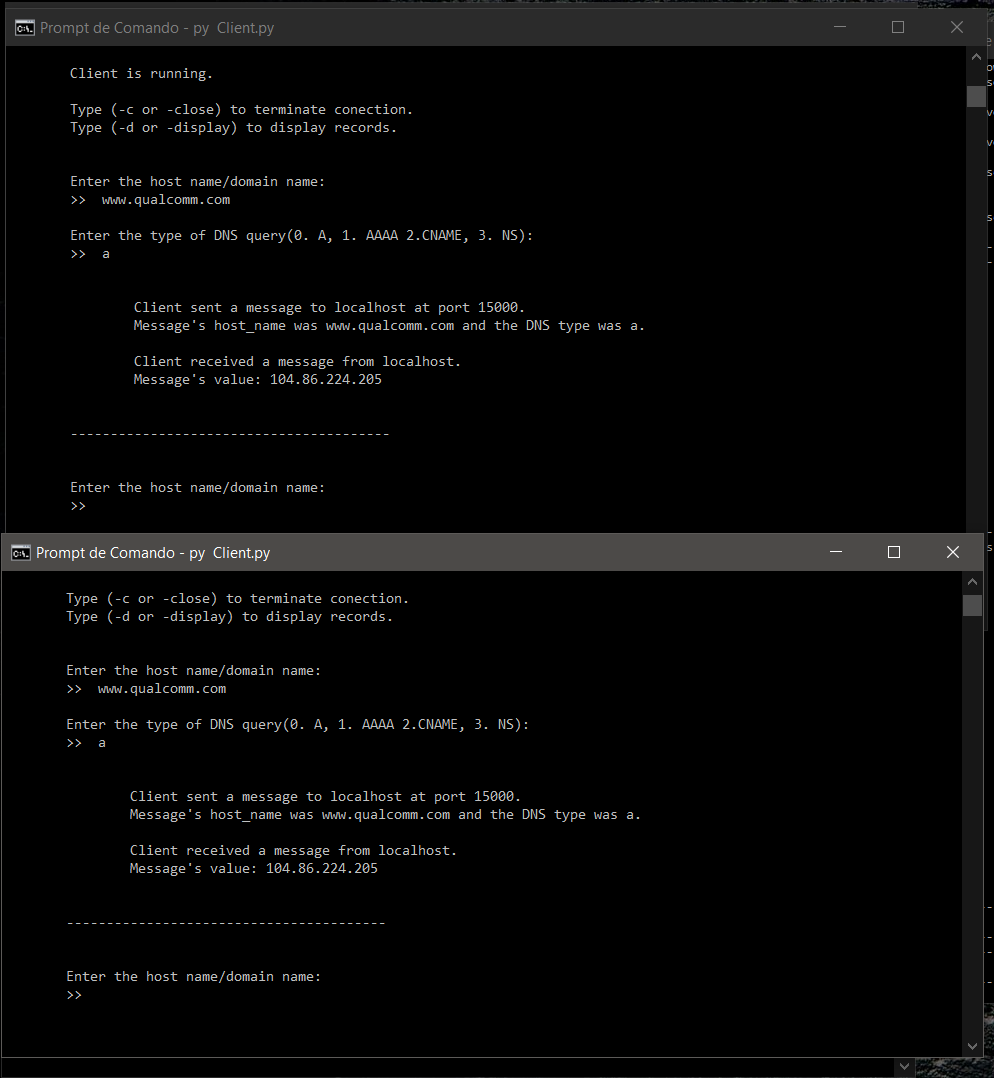 Prompt de Comando - py Client.py
Client is running.
Type (-c or -close) to terminate conection.
Type (-d or -display) to display records.
Enter the host name/domain name:
>> www.qualcomm.com
Enter the type of DNS query(0. A, 1. AAAA 2.CNAME, 3. NS):
>> a
Client sent a message to localhost at port 15000.
Message's host_name was www.qualcomm.com and the DNS type was a.
Client received a message from localhost.
Message's value: 104.86.224.205
----------------------------------------
Enter the host name/domain name:
>>
Prompt de Comando - py Client.py
Type (-c or -close) to terminate conection.
Type (-d or -display) to display records.
Enter the host name/domain name:
>> www.qualcomm.com
Enter the type of DNS query(0. A, 1. AAAA 2.CNAME, 3. NS):
>> a
Client sent a message to localhost at port 15000.
Message's host_name was www.qualcomm.com and the DNS type was a.
Client received a message from localhost.
Message's value: 104.86.224.205
----------------------------------------
Enter the host name/domain name:
>>